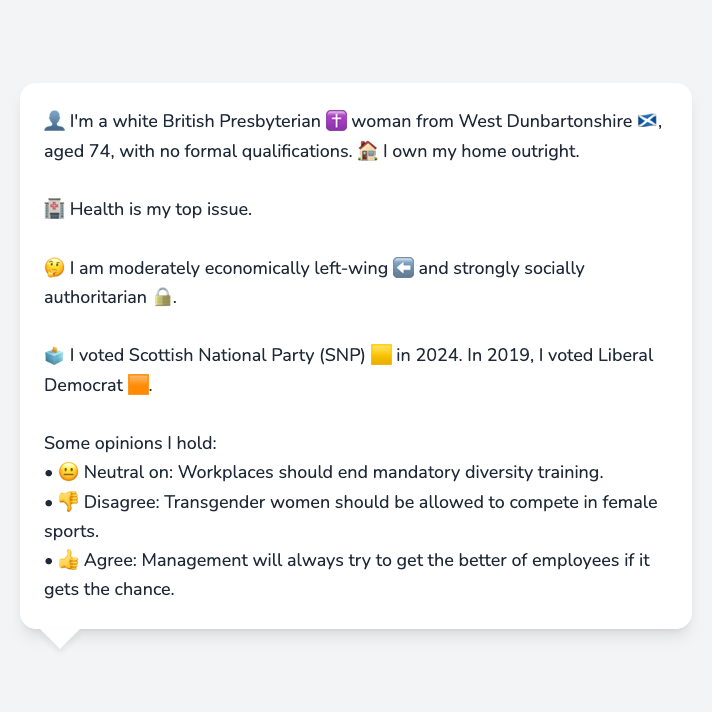 👤 I'm a white British Presbyterian ✝️ woman from West Dunbartonshire 🏴󠁧󠁢󠁳󠁣󠁴󠁿,
aged 74, with no formal qualifications. 🏠 I own my home outright.
🏥 Health is my top issue.
🤔 I am moderately economically left-wing ⬅️ and strongly socially
authoritarian 🔒.
🗳️ I voted Scottish National Party (SNP) 🟨 in 2024. In 2019, I voted Liberal
Democrat 🟧.
Some opinions I hold:
• 😐 Neutral on: Workplaces should end mandatory diversity training.
• 👎 Disagree: Transgender women should be allowed to compete in female
sports.
• 👍 Agree: Management will always try to get the better of employees if it
gets the chance.